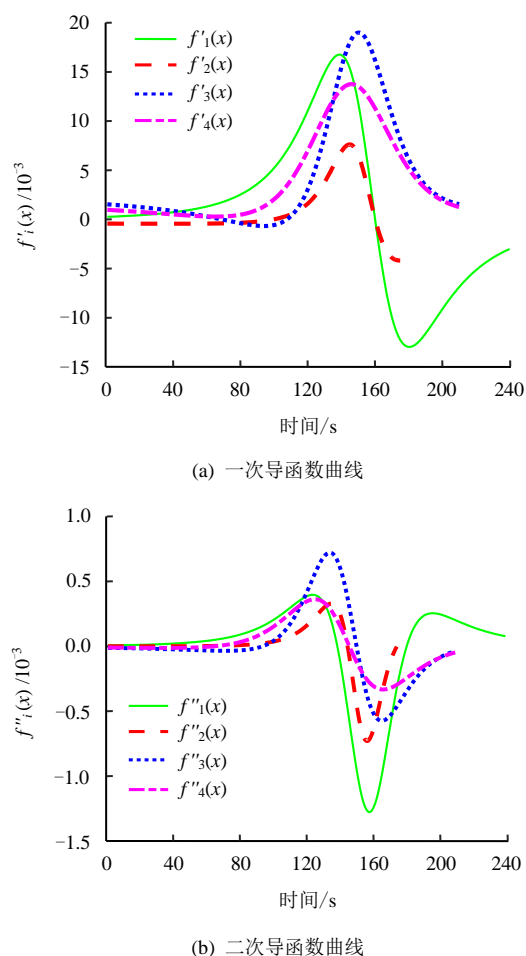 20
15
10
5
0
−5
−10
−15
f'i(x)/10⁻³
f'₁(x)
f'₂(x)
f'₃(x)
f'₄(x)
0 40 80 120 160 200 240
时间/s
(a) 一次导函数曲线
1.0
0.5
0.0
−0.5
−1.0
−1.5
f''i(x)/10⁻³
f''₁(x)
f''₂(x)
f''₃(x)
f''₄(x)
0 40 80 120 160 200 240
时间/s
(b) 二次导函数曲线